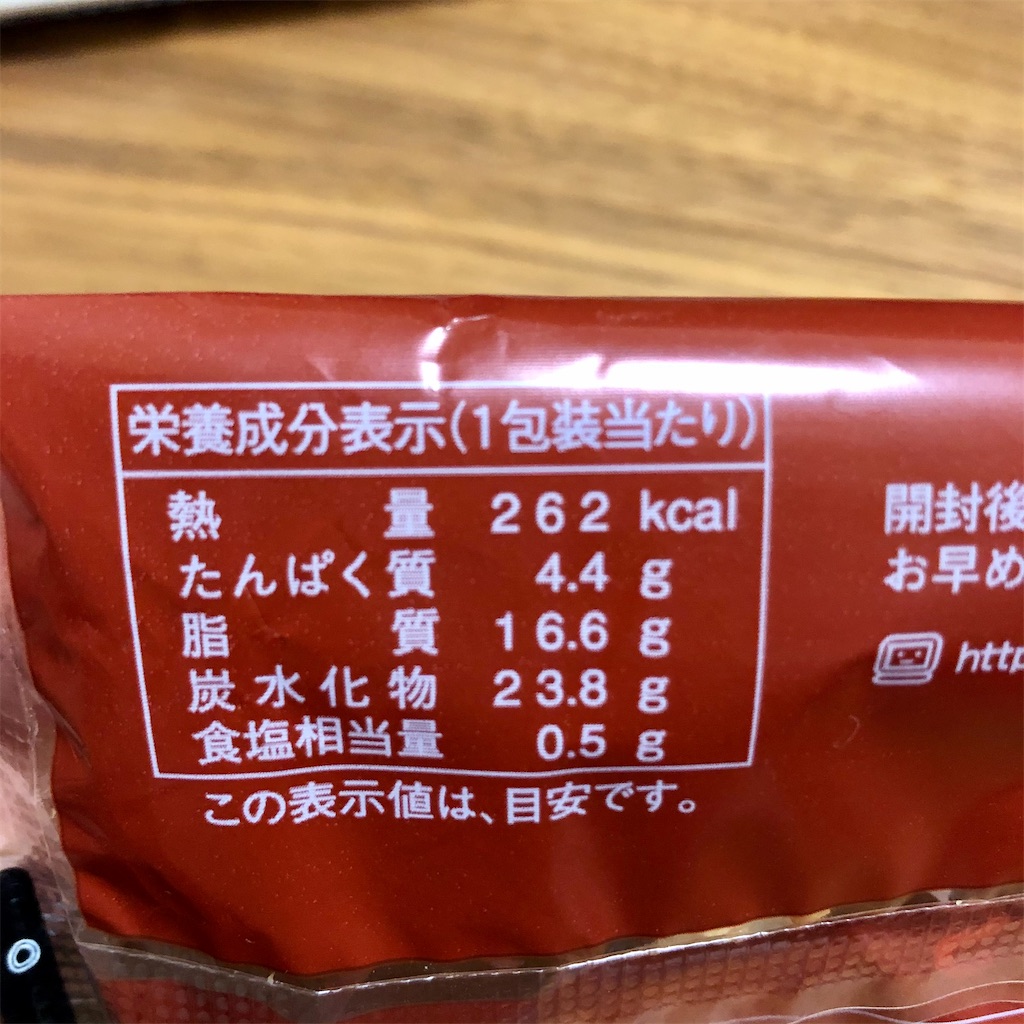 栄養成分表示(1包装当たり)
熱量 262 kcal
たんぱく質 4.4 g
脂質 16.6 g
炭水化物 23.8 g
食塩相当量 0.5 g
この表示値は、目安です。
開封後
お早め
http